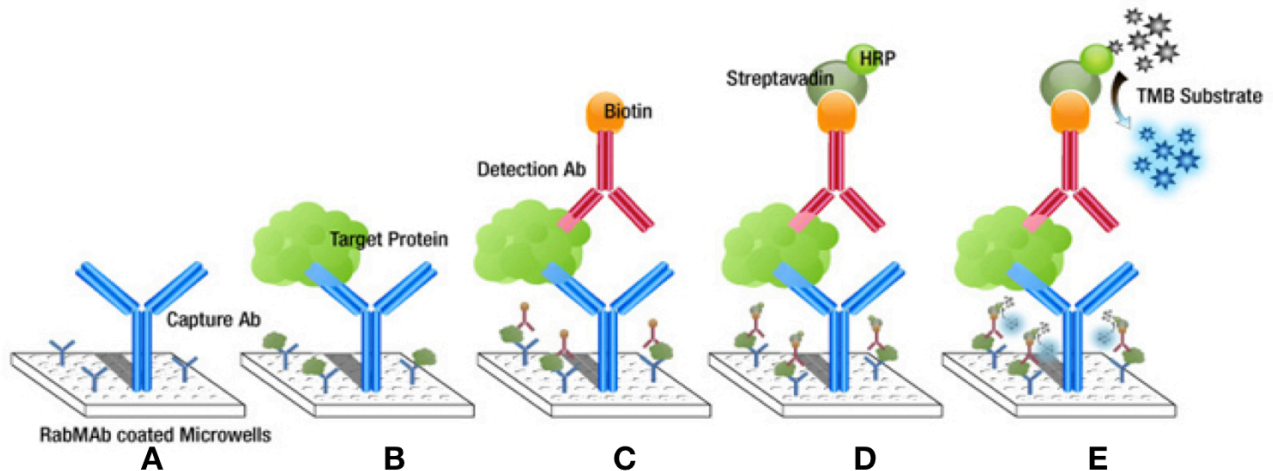 HRP
Streptavadin
TMB Substrate
Biotin
Detection Ab
Target Protein
Capture Ab
RabMAb coated Microwells
A B C D E